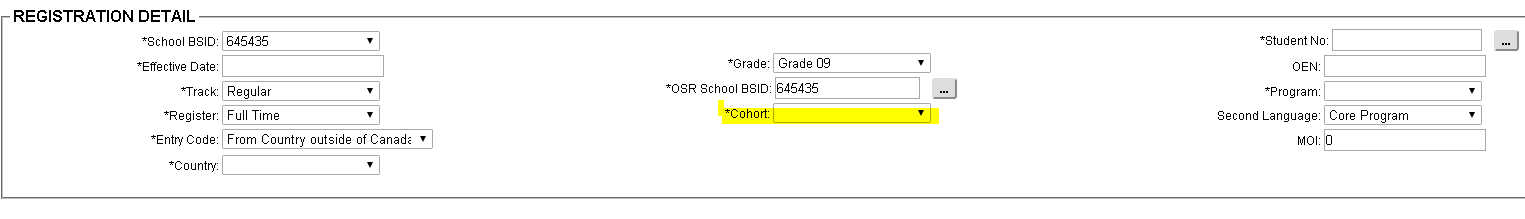 REGISTRATION DETAIL
*School BSID: 645435
*Effective Date:
*Track: Regular
*Register: Full Time
*Entry Code: From Country outside of Canada
*Country:
*Grade: Grade 09
*OSR School BSID: 645435 ...
*Cohort:
*Student No: ...
OEN:
*Program:
Second Language: Core Program
MOI: 0